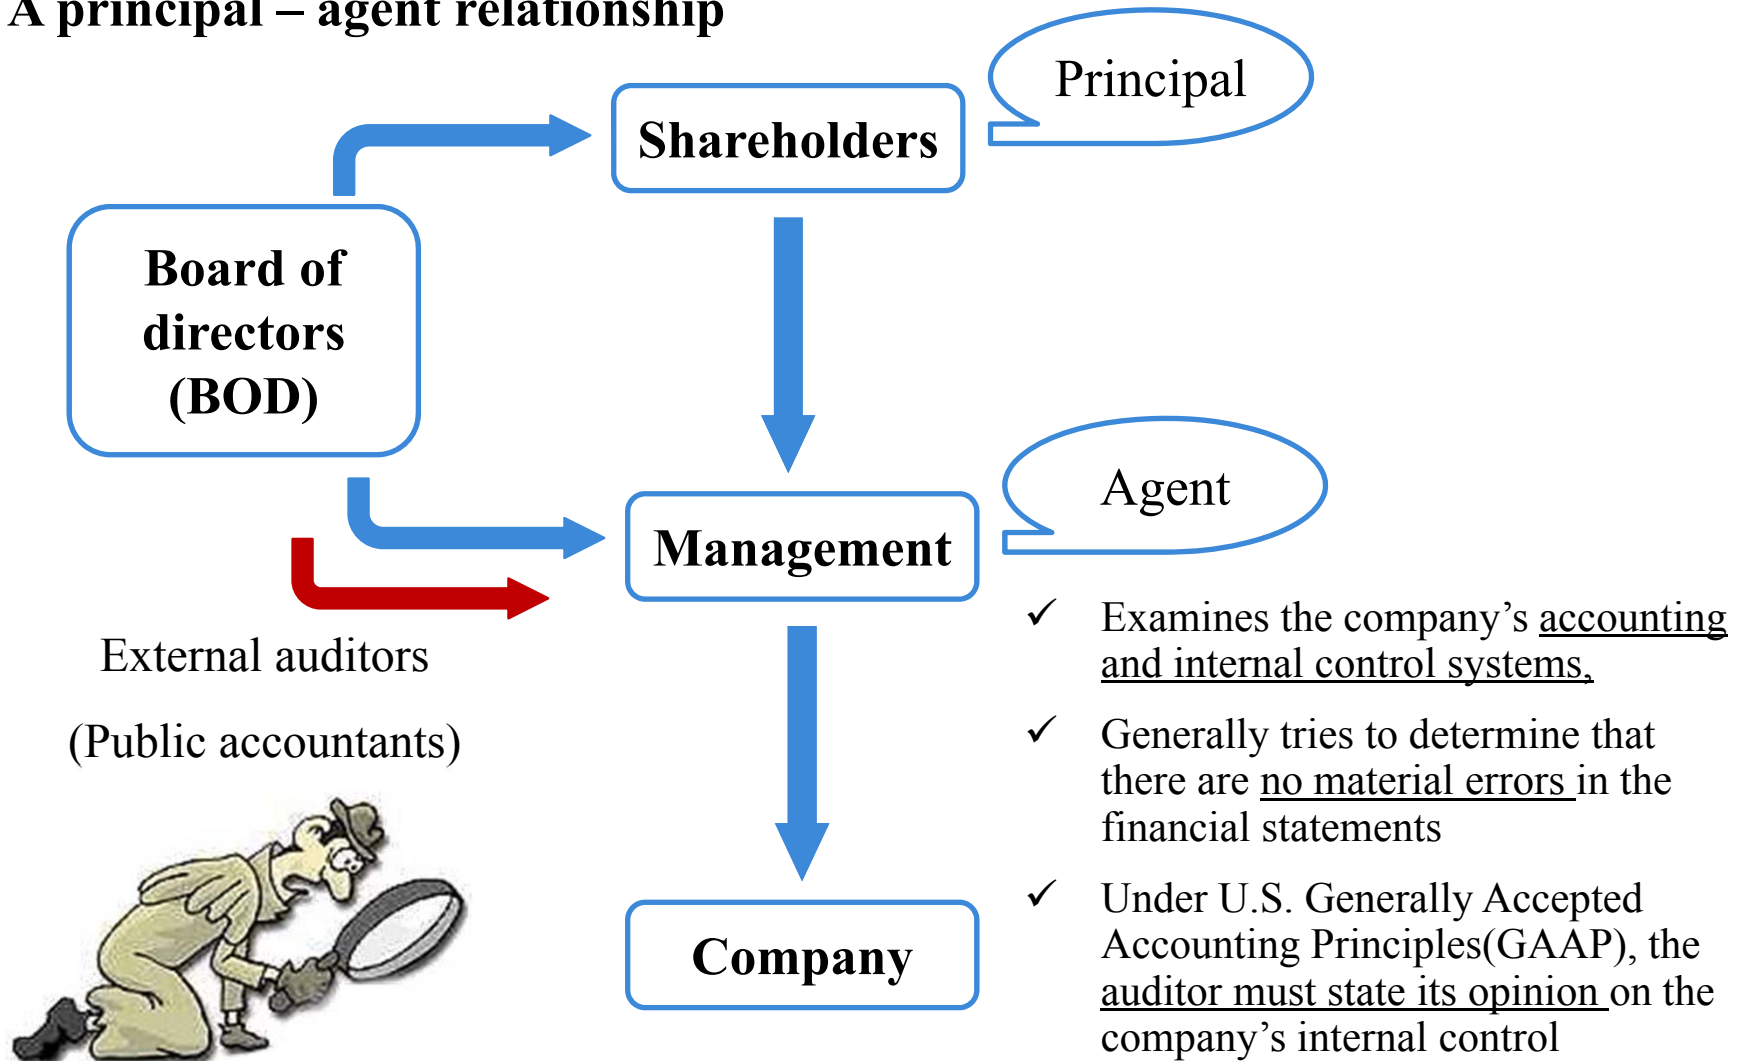 A principal – agent relationship
Principal
Shareholders
Board of
directors
(BOD)
Agent
Management
External auditors
(Public accountants)
Company
✓ Examines the company’s accounting
and internal control systems,
✓ Generally tries to determine that
there are no material errors in the
financial statements
✓ Under U.S. Generally Accepted
Accounting Principles(GAAP), the
auditor must state its opinion on the
company’s internal control